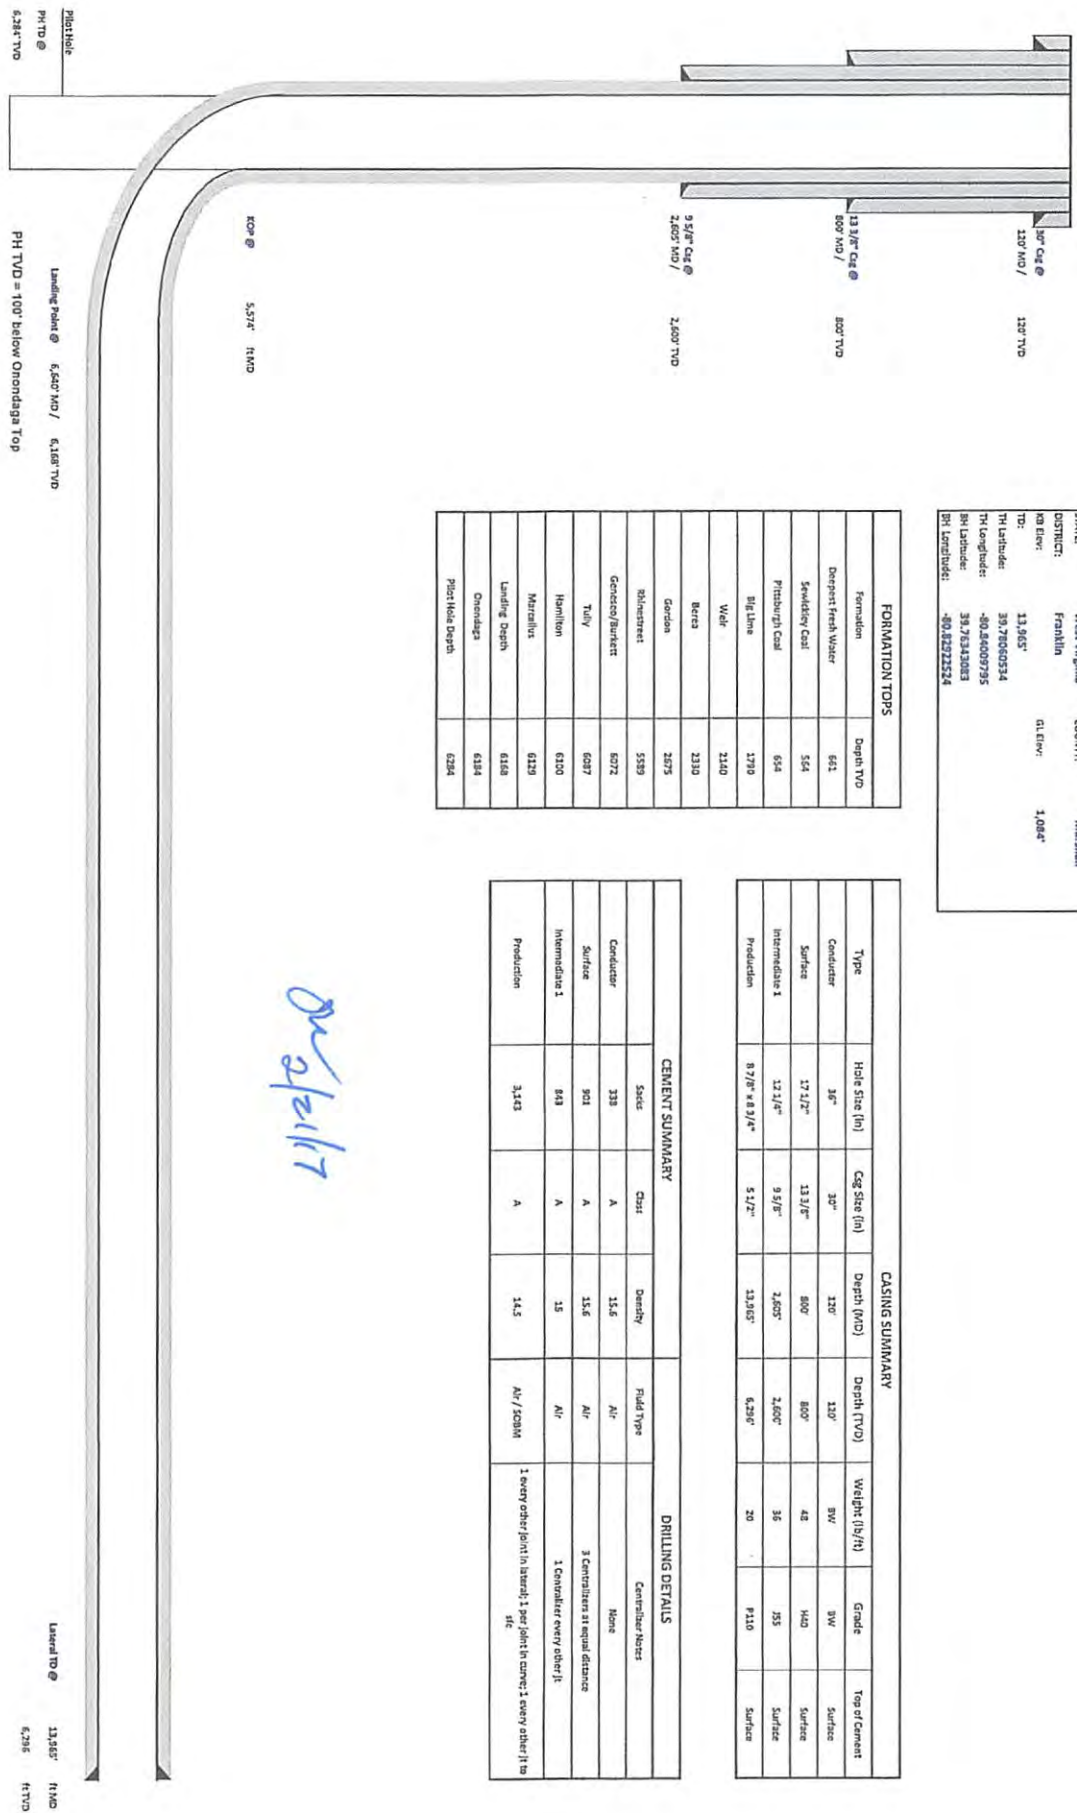 DISTRICT: Franklin
KB Elev: GL Elev: 1,084'
TD: 13,965'
TH Latitude: 39.78060534
TH Longitude: -80.84009795
BH Latitude: 39.76343083
BH Longitude: -80.82922524
30" Csg @
120' MD / 120' TVD
13 3/8" Csg @
800' MD / 800' TVD
9 5/8" Csg @
2,605' MD / 2,600' TVD
FORMATION TOPS
Formation Depth TVD
Deepest Fresh Water 661
Sewickley Coal 564
Pittsburgh Coal 654
Big Lime 1790
Weir 2140
Berea 2330
Gordon 2675
Rhinestreet 5589
Geneseo/Burkett 6072
Tully 6087
Hamilton 6100
Marcellus 6129
Landing Depth 6168
Onondaga 6184
Pilot Hole Depth 6284
CASING SUMMARY
Type Hole Size (in) Csg Size (in) Depth (MD) Depth (TVD) Weight (lb/ft) Grade Top of Cement
Conductor 36" 30" 120' 120' BW BW Surface
Surface 17 1/2" 13 3/8" 800' 800' 48 H40 Surface
Intermediate 1 12 1/4" 9 5/8" 2,605' 2,600' 36 J55 Surface
Production 8 7/8" x 8 3/4" 5 1/2" 13,965' 6,296' 20 P110 Surface
CEMENT SUMMARY DRILLING DETAILS
Sacks Class Density Fluid Type Centralizer Notes
Conductor 338 A 15.6 Air None
Surface 901 A 15.6 Air 3 Centralizers at equal distance
Intermediate 1 843 A 15 Air 1 Centralizer every other jt
Production 3,143 A 14.5 Air / SOBM 1 every other joint in lateral; 1 per joint in curve; 1 every other jt to
sfc
KOP @ 5,574' ft MD
2/21/17
Pilot Hole
PH TD @
6,284' TVD
Landing Point @ 6,640' MD / 6,168' TVD
PH TVD = 100' below Onondaga Top
Lateral TD @ 13,965' ft MD
6,296 ft TVD